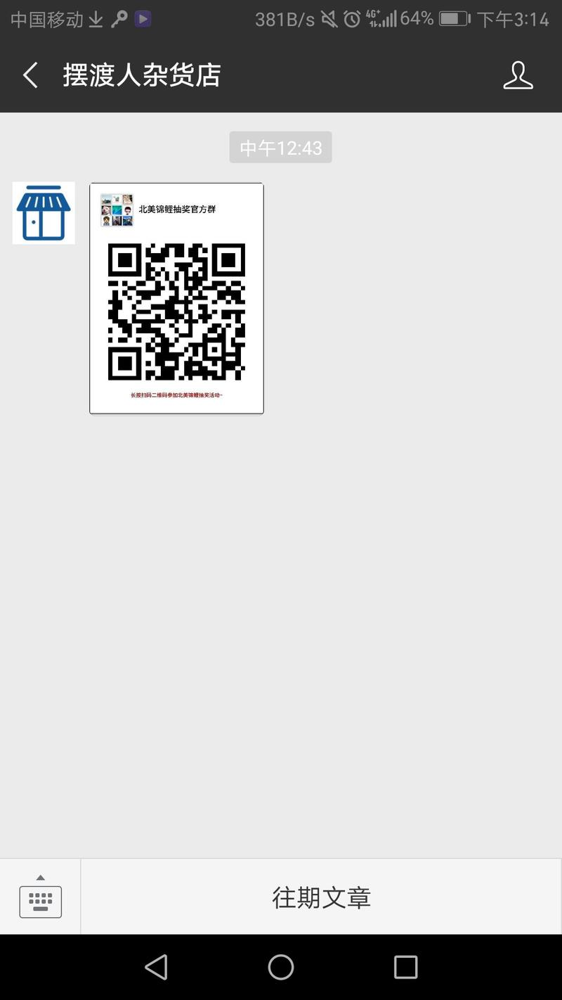 中国移动 381B/s 4G+ 64% 下午3:14
摆渡人杂货店
中午12:43
北美锦鲤抽奖官方群
长按扫码二维码参加北美锦鲤抽奖活动~
往期文章